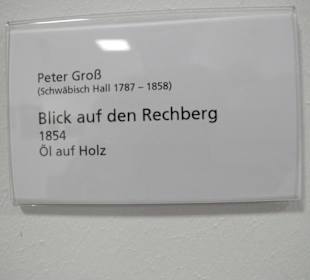 Peter Groß
(Schwäbisch Hall 1787 – 1858)
Blick auf den Rechberg
1854
Öl auf Holz